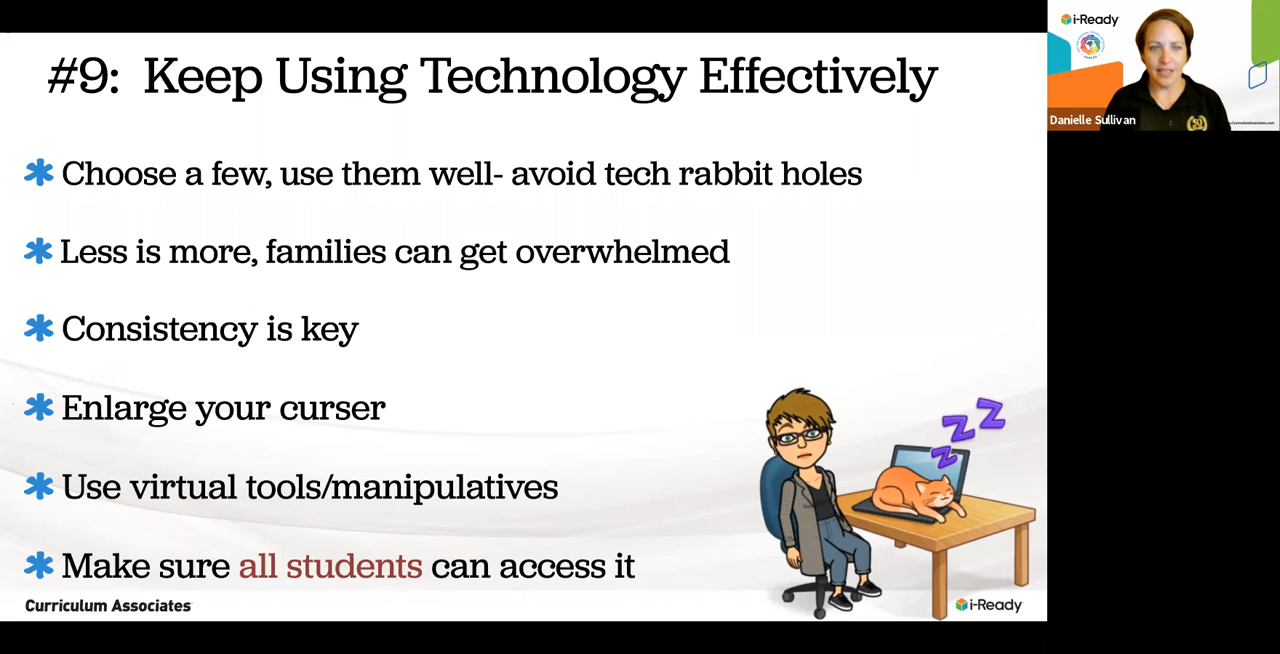 #9: Keep Using Technology Effectively
✱ Choose a few, use them well- avoid tech rabbit holes
✱ Less is more, families can get overwhelmed
✱ Consistency is key
✱ Enlarge your curser
✱ Use virtual tools/manipulatives
✱ Make sure all students can access it
Curriculum Associates
i-Ready
Z Z Z
i-Ready
Danielle Sullivan